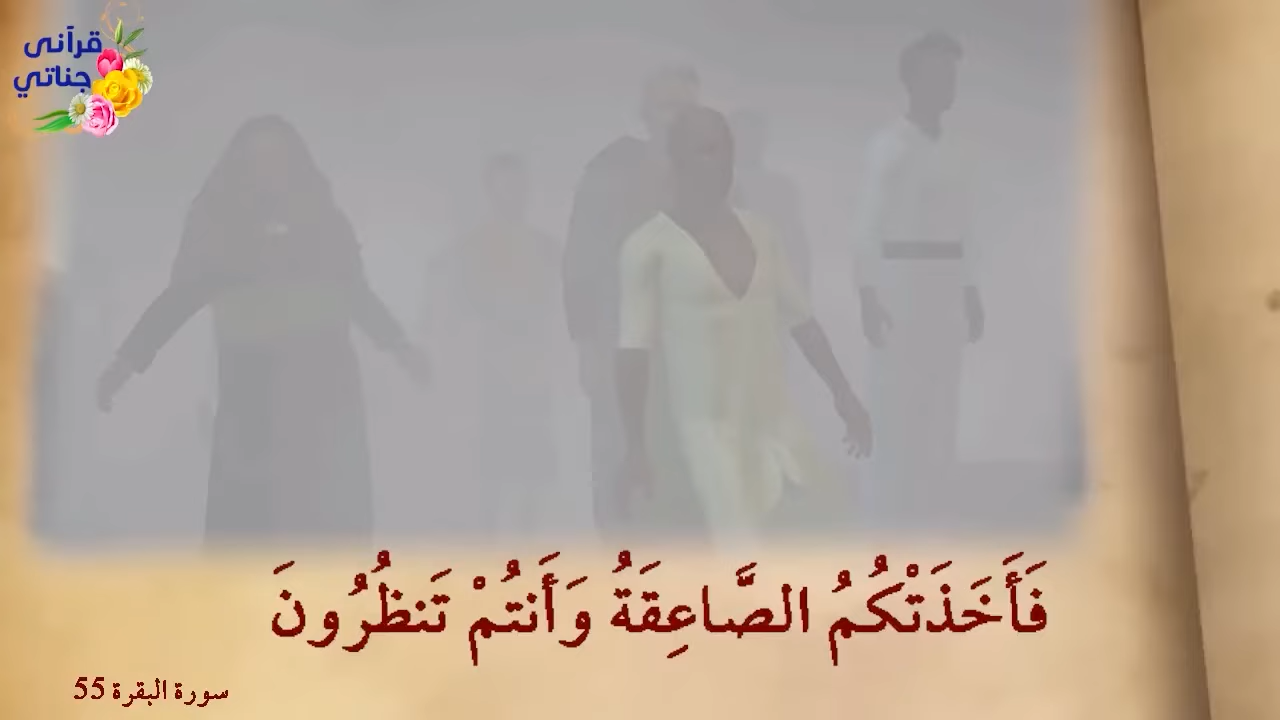 قرآنى
جناتي
فَأَخَذَتْكُمُ الصَّاعِقَةُ وَأَنتُمْ تَنظُرُونَ
سورة البقرة 55